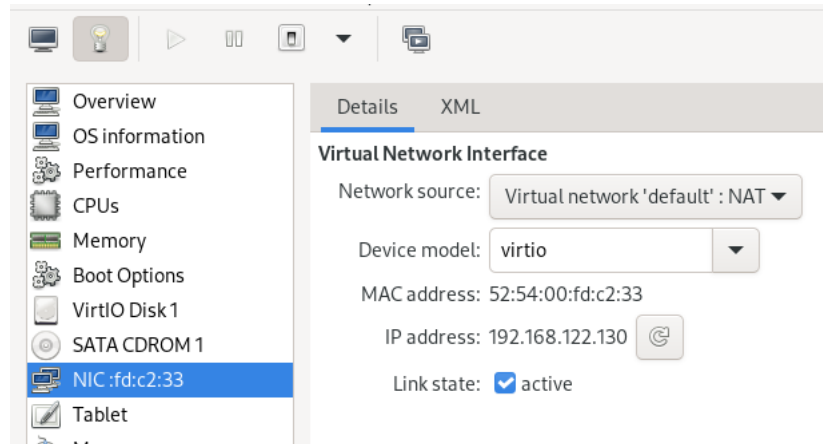 Overview
OS information
Performance
CPUs
Memory
Boot Options
VirtIO Disk 1
SATA CDROM 1
NIC :fd:c2:33
Tablet
Details XML
Virtual Network Interface
Network source: Virtual network 'default' : NAT
Device model: virtio
MAC address: 52:54:00:fd:c2:33
IP address: 192.168.122.130
Link state: active